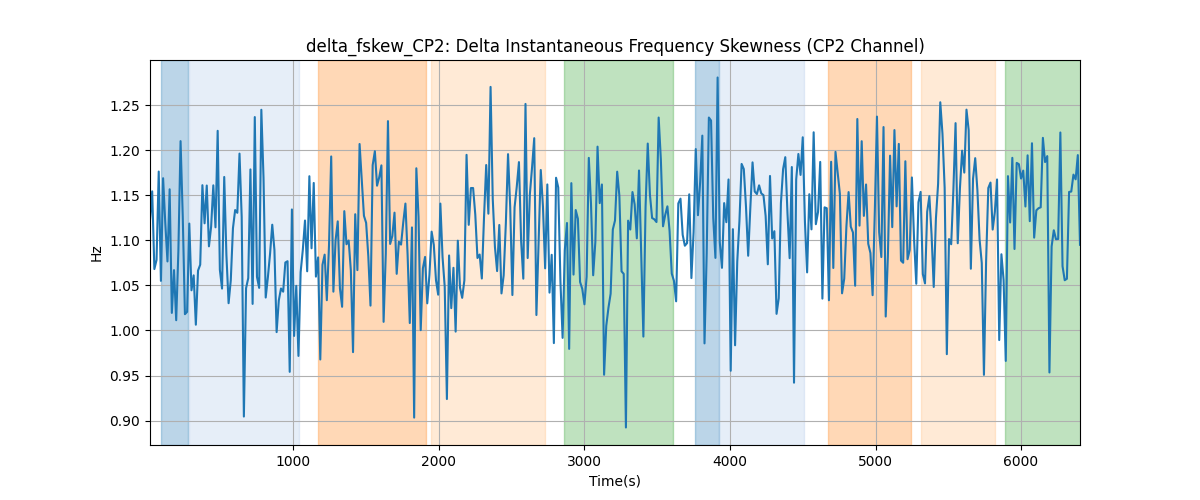 delta_fskew_CP2: Delta Instantaneous Frequency Skewness (CP2 Channel)
Hz
1.25
1.20
1.15
1.10
1.05
1.00
0.95
0.90
1000 2000 3000 4000 5000 6000
Time(s)